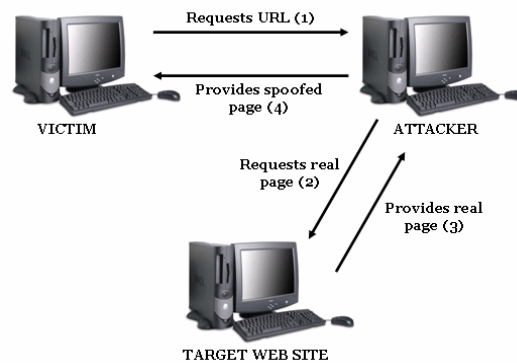 Requests URL (1)
Provides spoofed
page (4)
VICTIM
ATTACKER
Requests real
page (2)
Provides real
page (3)
TARGET WEB SITE